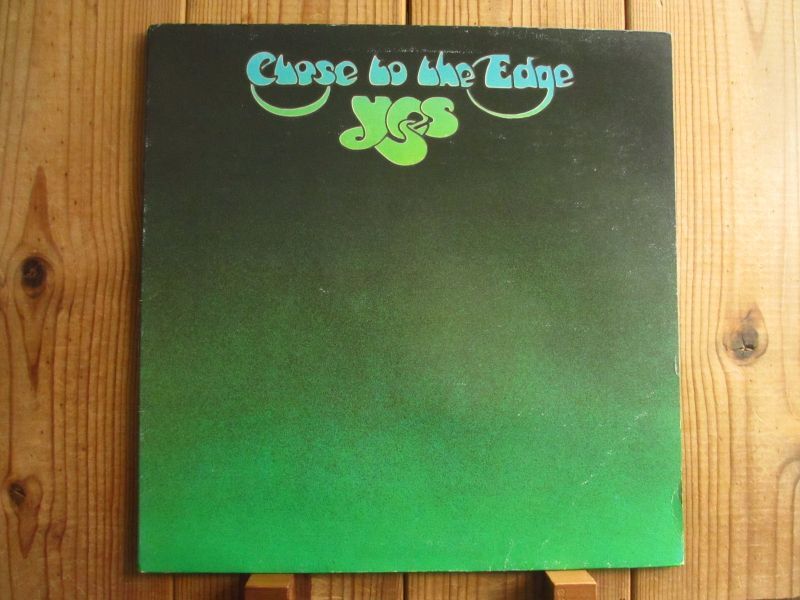 Close to the Edge
yes